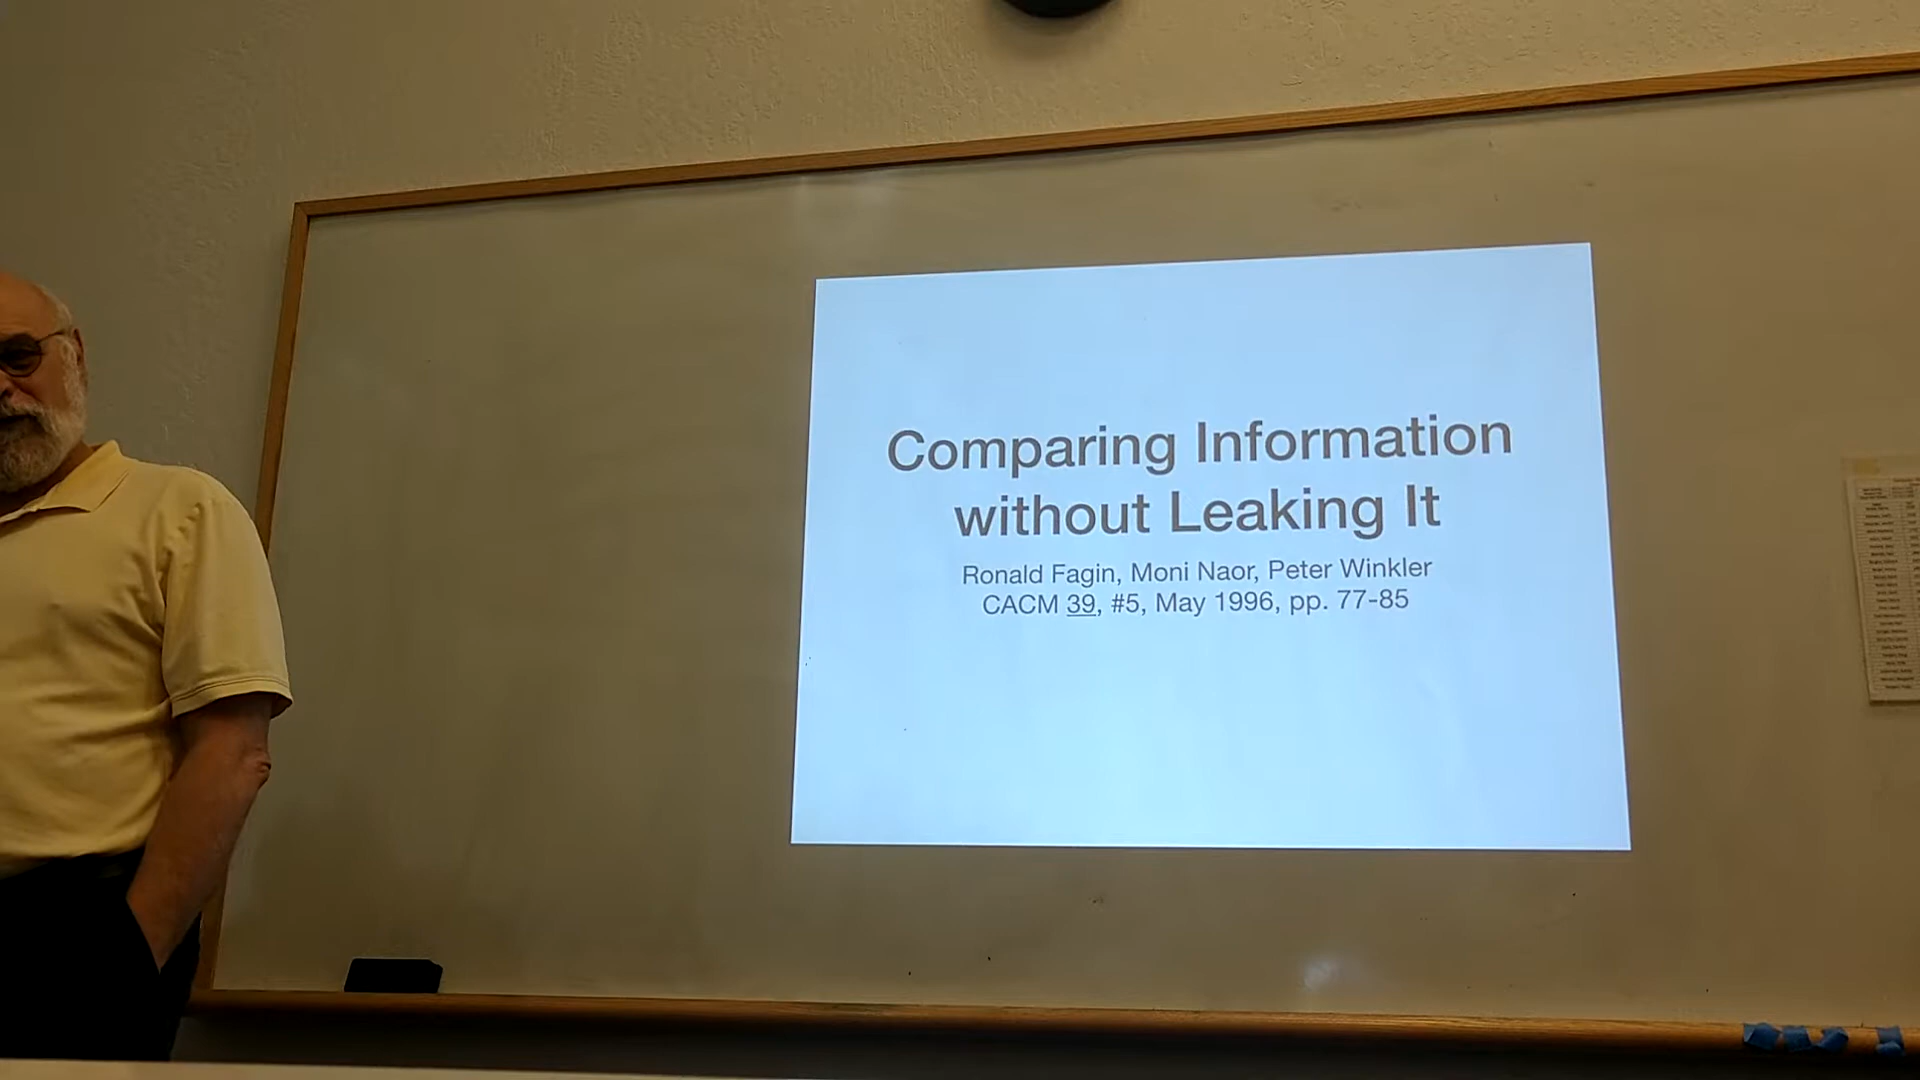 Comparing Information
without Leaking It
Ronald Fagin, Moni Naor, Peter Winkler
CACM 39, #5, May 1996, pp. 77-85